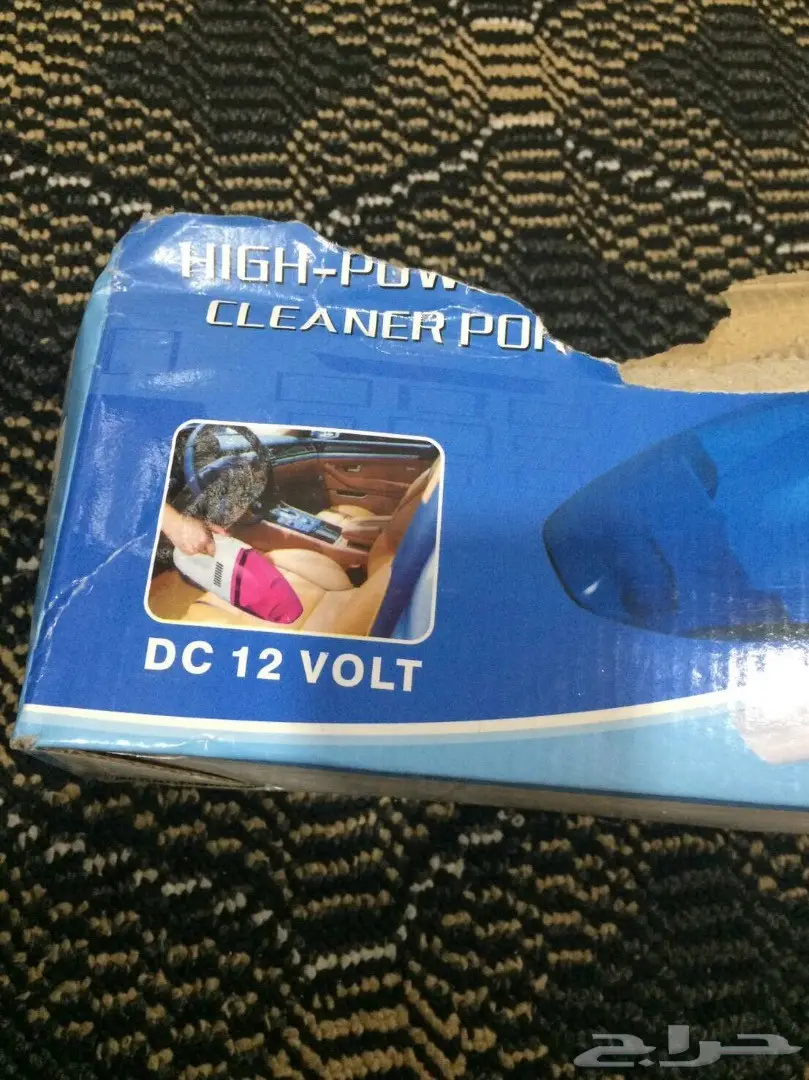 HIGH-POW
CLEANER POR
DC 12 VOLT
حراج